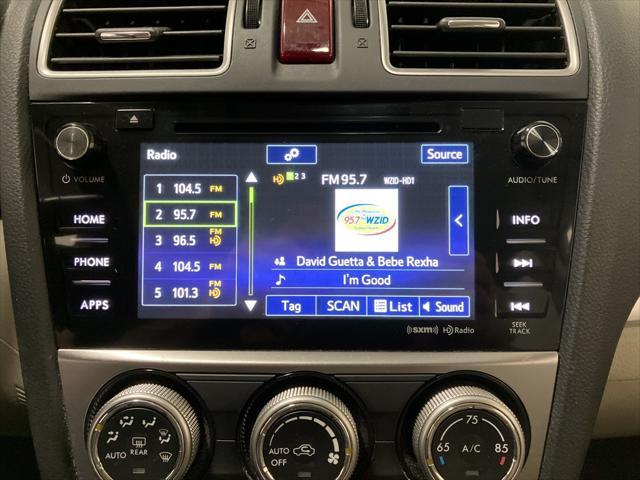 Radio
Source
1 104.5 FM
2 95.7 FM
3 96.5 FM
4 104.5 FM
5 101.3 FM
2 3
FM 95.7 WZID-HD1
95.7 WZID
David Guetta & Bebe Rexha
I'm Good
Tag
SCAN
List
Sound
VOLUME
HOME
PHONE
APPS
AUDIO/TUNE
INFO
SEEK
TRACK
((sxm)) HD Radio
AUTO
REAR
AUTO
OFF
75
65 A/C 85